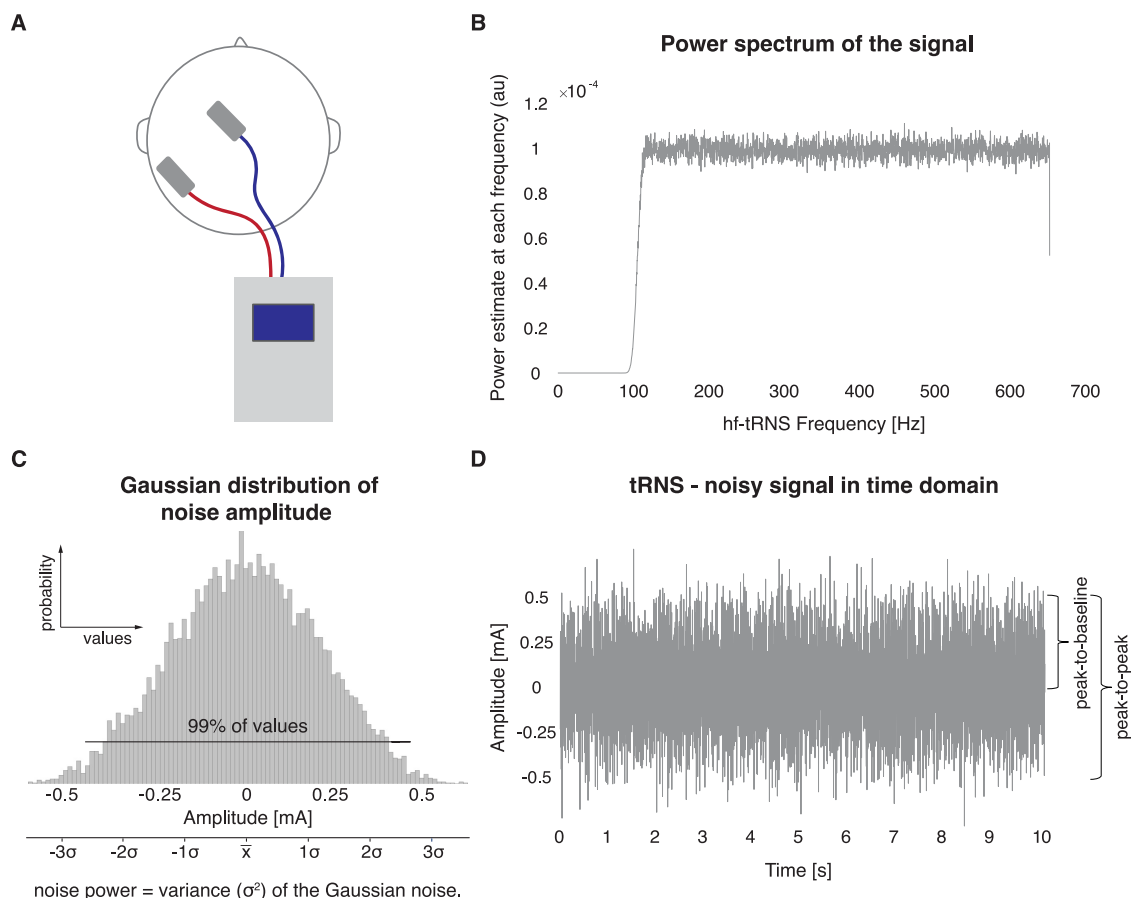 A
B
Power spectrum of the signal
×10⁻⁴
Power estimate at each frequency (au)
1.2
1
0.8
0.6
0.4
0.2
0
0 100 200 300 400 500 600 700
hf-tRNS Frequency [Hz]
C
Gaussian distribution of
noise amplitude
probability
values
99% of values
-0.5 -0.25 0 0.25 0.5
Amplitude [mA]
-3σ -2σ -1σ x̄ 1σ 2σ 3σ
noise power = variance (σ²) of the Gaussian noise.
D
tRNS - noisy signal in time domain
Amplitude [mA]
0.5
0.25
0
-0.25
-0.5
peak-to-baseline
peak-to-peak
0 1 2 3 4 5 6 7 8 9 10
Time [s]